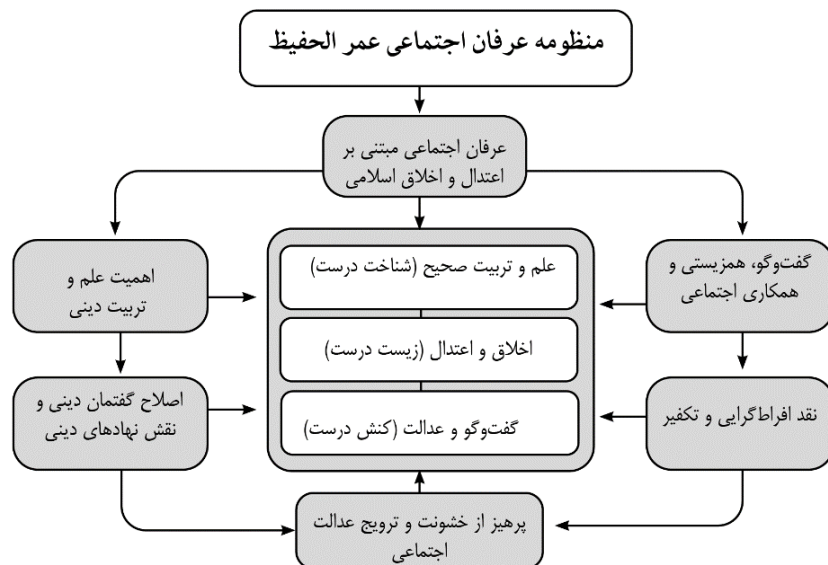 منظومه عرفان اجتماعی عمر الحفیظ
عرفان اجتماعی مبتنی بر
اعتدال و اخلاق اسلامی
گفت‌وگو، همزیستی و
همکاری اجتماعی
علم و تربیت صحیح (شناخت درست)
اهمیت علم و
تربیت دینی
اخلاق و اعتدال (زیست درست)
نقد افراط‌گرایی و تکفیر
گفت‌وگو و عدالت (کنش درست)
اصلاح گفتمان دینی و
نقش نهادهای دینی
پرهیز از خشونت و ترویج عدالت
اجتماعی